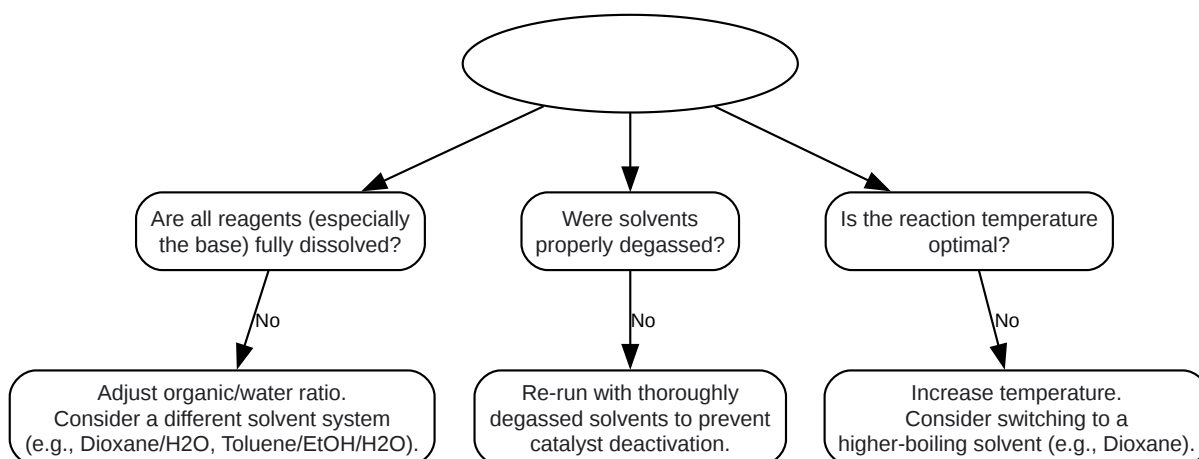 Are all reagents (especially
the base) fully dissolved?
Were solvents
properly degassed?
Is the reaction temperature
optimal?
No
No
No
Adjust organic/water ratio.
Consider a different solvent system
(e.g., Dioxane/H2O, Toluene/EtOH/H2O).
Re-run with thoroughly
degassed solvents to prevent
catalyst deactivation.
Increase temperature.
Consider switching to a
higher-boiling solvent (e.g., Dioxane).